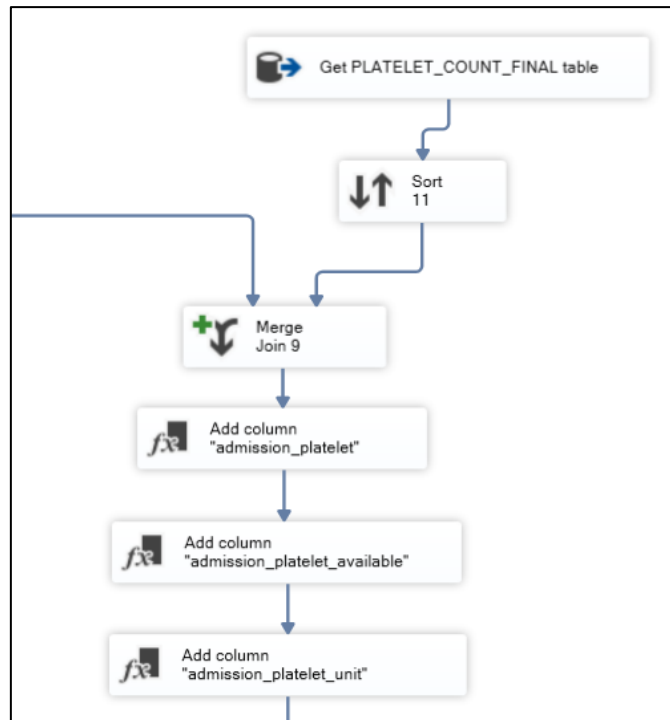 Get PLATELET_COUNT_FINAL table
Sort
11
Merge
Join 9
Add column
"admission_platelet"
Add column
"admission_platelet_available"
Add column
"admission_platelet_unit"